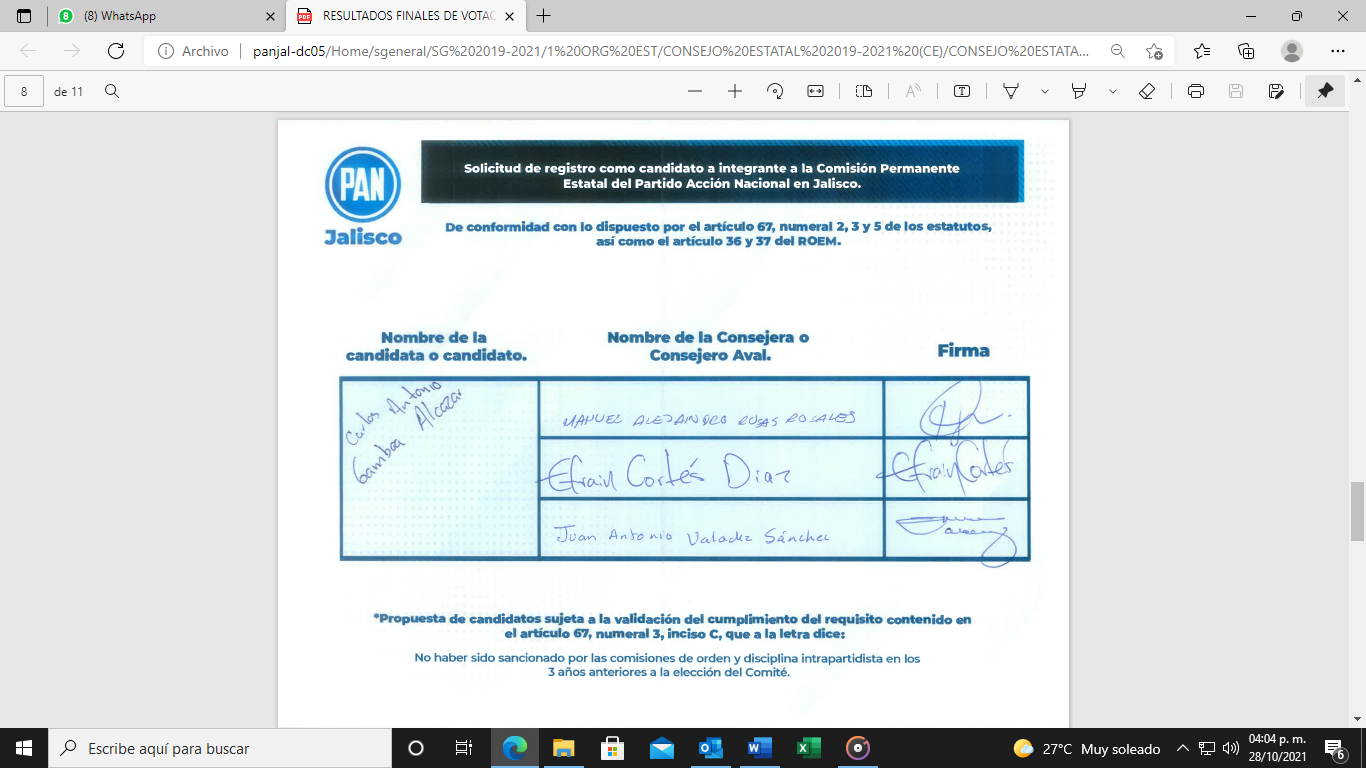 (8) WhatsApp
RESULTADOS FINALES DE VOTAC
Archivo panjal-dc05/Home/sgeneral/SG%202019-2021/1%20ORG%20EST/CONSEJO%20ESTATAL%202019-2021%20(CE)/CONSEJO%20ESTATA...
8 de 11
PAN
Jalisco
Solicitud de registro como candidato a integrante a la Comisión Permanente
Estatal del Partido Acción Nacional en Jalisco.
De conformidad con lo dispuesto por el artículo 67, numeral 2, 3 y 5 de los estatutos,
así como el artículo 36 y 37 del ROEM.
Nombre de la
candidata o candidato.
Nombre de la Consejera o
Consejero Aval.
Firma
Carlos Antonio
Gamboa Alcazar
MANUEL ALEJANDRO ROSAS ROSALES
Efrain Cortés Diaz
Efrain Cortés
Juan Antonio Valadez Sánchez
*Propuesta de candidatos sujeta a la validación del cumplimiento del requisito contenido en
el artículo 67, numeral 3, inciso C, que a la letra dice:
No haber sido sancionado por las comisiones de orden y disciplina intrapartidista en los
3 años anteriores a la elección del Comité.
Escribe aquí para buscar
27°C Muy soleado
04:04 p. m.
28/10/2021
6